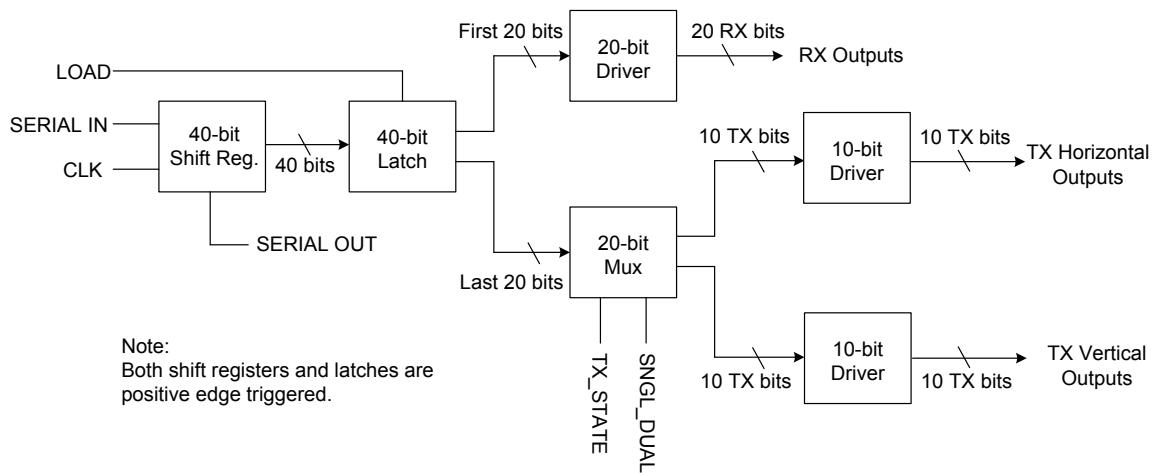 LOAD
SERIAL IN
CLK
40-bit
Shift Reg.
40 bits
SERIAL OUT
40-bit
Latch
First 20 bits
20-bit
Driver
20 RX bits
RX Outputs
Last 20 bits
20-bit
Mux
TX_STATE
SNGL_DUAL
10 TX bits
10-bit
Driver
10 TX bits
TX Horizontal
Outputs
10 TX bits
10-bit
Driver
10 TX bits
TX Vertical
Outputs
Note:
Both shift registers and latches are
positive edge triggered.